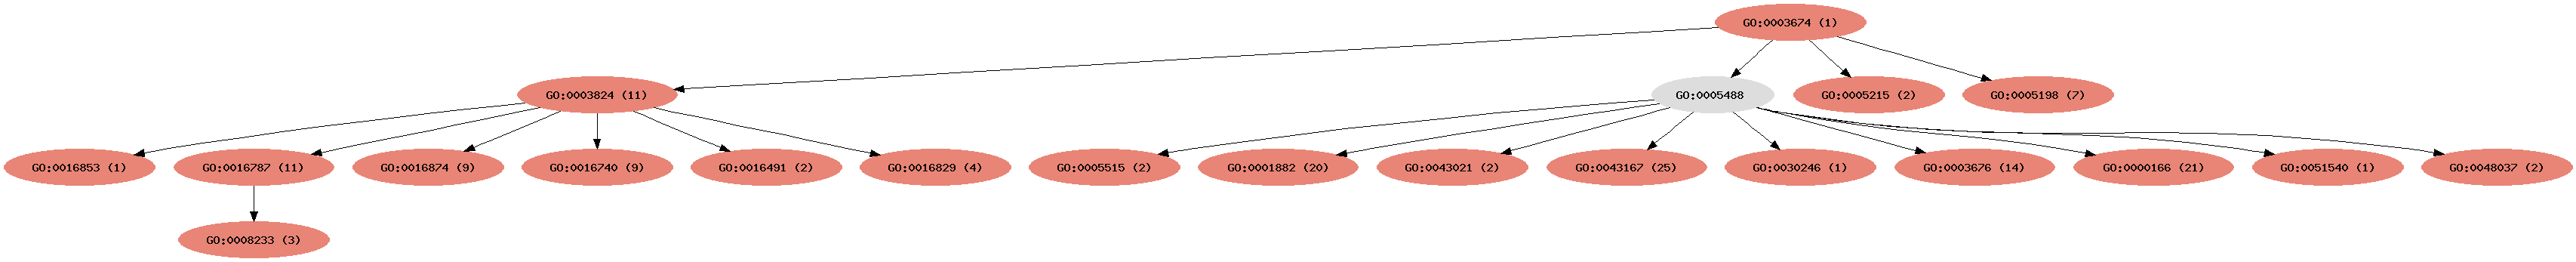 GO:0003674 (1)
GO:0003824 (11)
GO:0005488
GO:0005215 (2)
GO:0005198 (7)
GO:0016853 (1)
GO:0016787 (11)
GO:0016874 (9)
GO:0016740 (9)
GO:0016491 (2)
GO:0016829 (4)
GO:0005515 (2)
GO:0001882 (20)
GO:0043021 (2)
GO:0043167 (25)
GO:0030246 (1)
GO:0003676 (14)
GO:0000166 (21)
GO:0051540 (1)
GO:0048037 (2)
GO:0008233 (3)